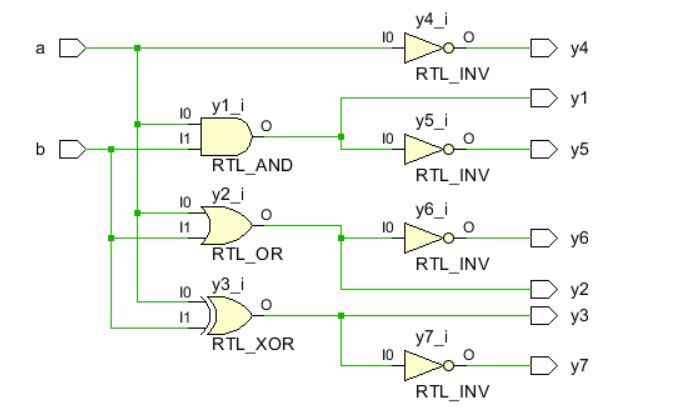 y4_i
a I0 O y4
RTL_INV
y1_i y1
I0 O y5_i
b I1 I0 O y5
RTL_AND RTL_INV
y2_i y6_i
I0 O
I1 I0 O y6
RTL_OR RTL_INV
y3_i y2
I0 O y3
I1 y7_i
RTL_XOR I0 O y7
RTL_INV